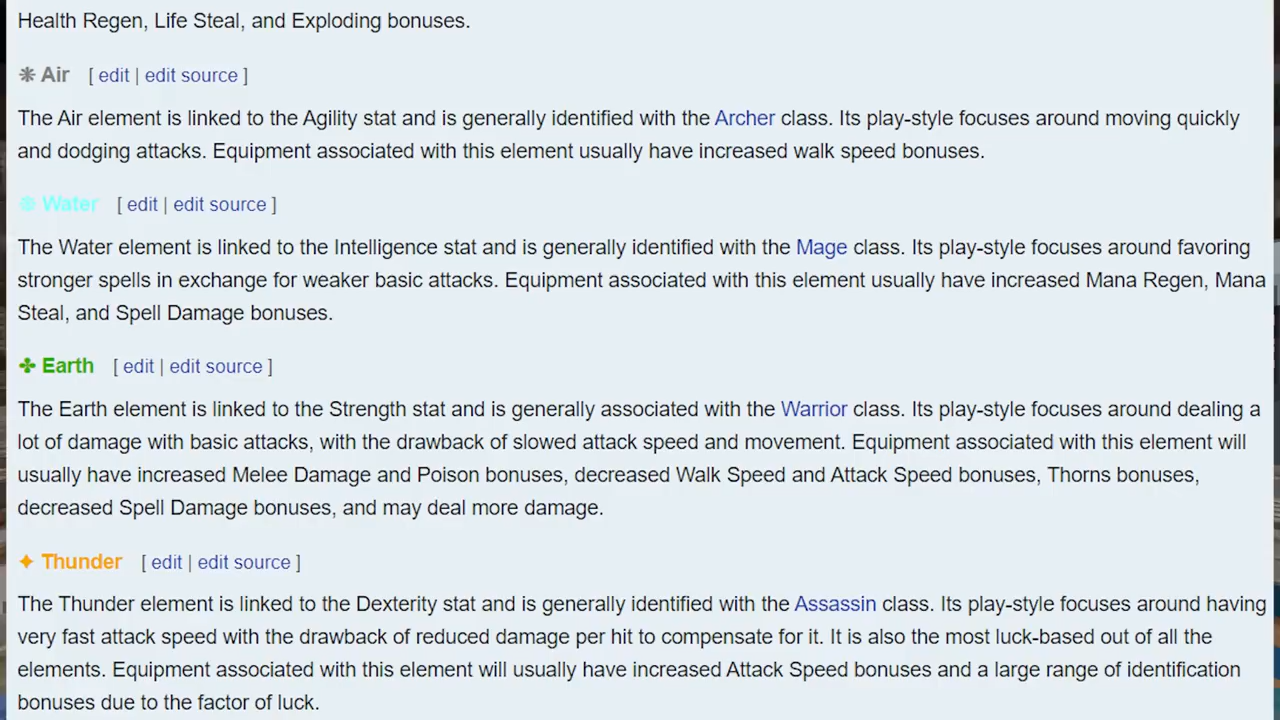 Health Regen, Life Steal, and Exploding bonuses.
❋ Air [ edit | edit source ]
The Air element is linked to the Agility stat and is generally identified with the Archer class. Its play-style focuses around moving quickly
and dodging attacks. Equipment associated with this element usually have increased walk speed bonuses.
❉ Water [ edit | edit source ]
The Water element is linked to the Intelligence stat and is generally identified with the Mage class. Its play-style focuses around favoring
stronger spells in exchange for weaker basic attacks. Equipment associated with this element usually have increased Mana Regen, Mana
Steal, and Spell Damage bonuses.
✤ Earth [ edit | edit source ]
The Earth element is linked to the Strength stat and is generally associated with the Warrior class. Its play-style focuses around dealing a
lot of damage with basic attacks, with the drawback of slowed attack speed and movement. Equipment associated with this element will
usually have increased Melee Damage and Poison bonuses, decreased Walk Speed and Attack Speed bonuses, Thorns bonuses,
decreased Spell Damage bonuses, and may deal more damage.
✦ Thunder [ edit | edit source ]
The Thunder element is linked to the Dexterity stat and is generally identified with the Assassin class. Its play-style focuses around having
very fast attack speed with the drawback of reduced damage per hit to compensate for it. It is also the most luck-based out of all the
elements. Equipment associated with this element will usually have increased Attack Speed bonuses and a large range of identification
bonuses due to the factor of luck.